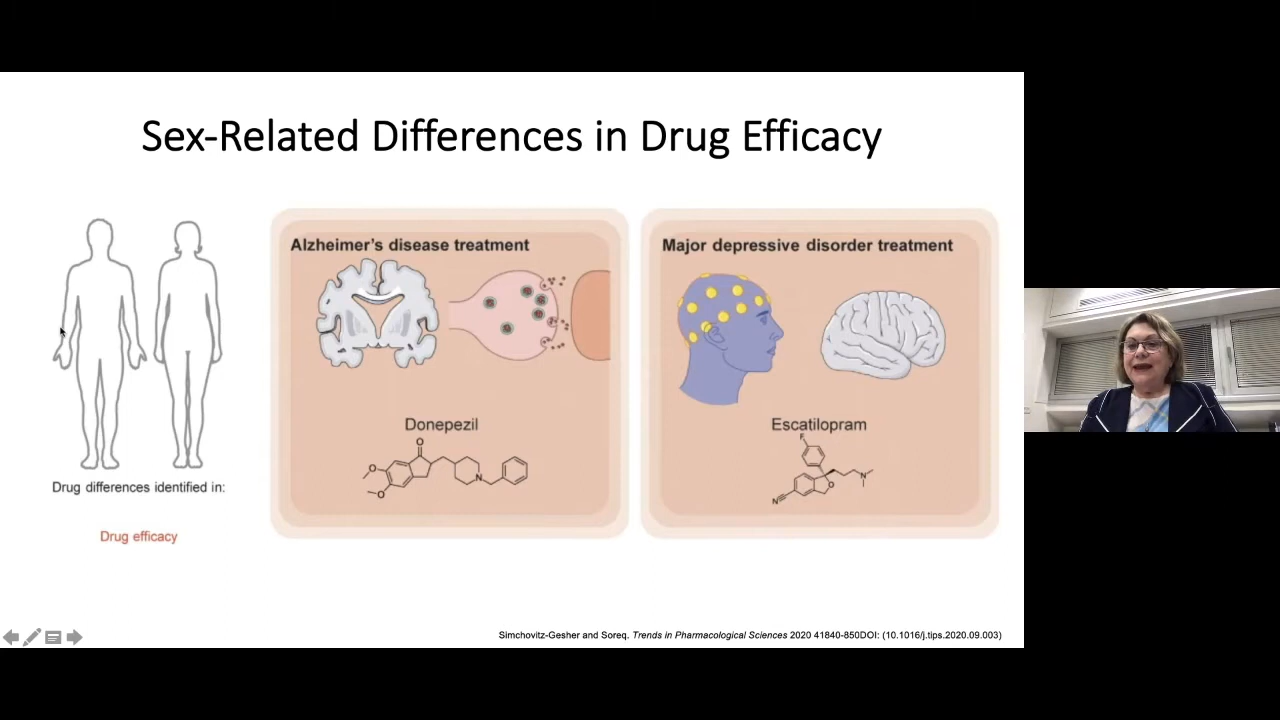 Sex-Related Differences in Drug Efficacy
Alzheimer's disease treatment
Major depressive disorder treatment
Donepezil
Escatilopram
O
O
O
N
F
N
O
N
Drug differences identified in:
Drug efficacy
Simchovitz-Gesher and Soreq. Trends in Pharmacological Sciences 2020 41840-850DOI: (10.1016/j.tips.2020.09.003)